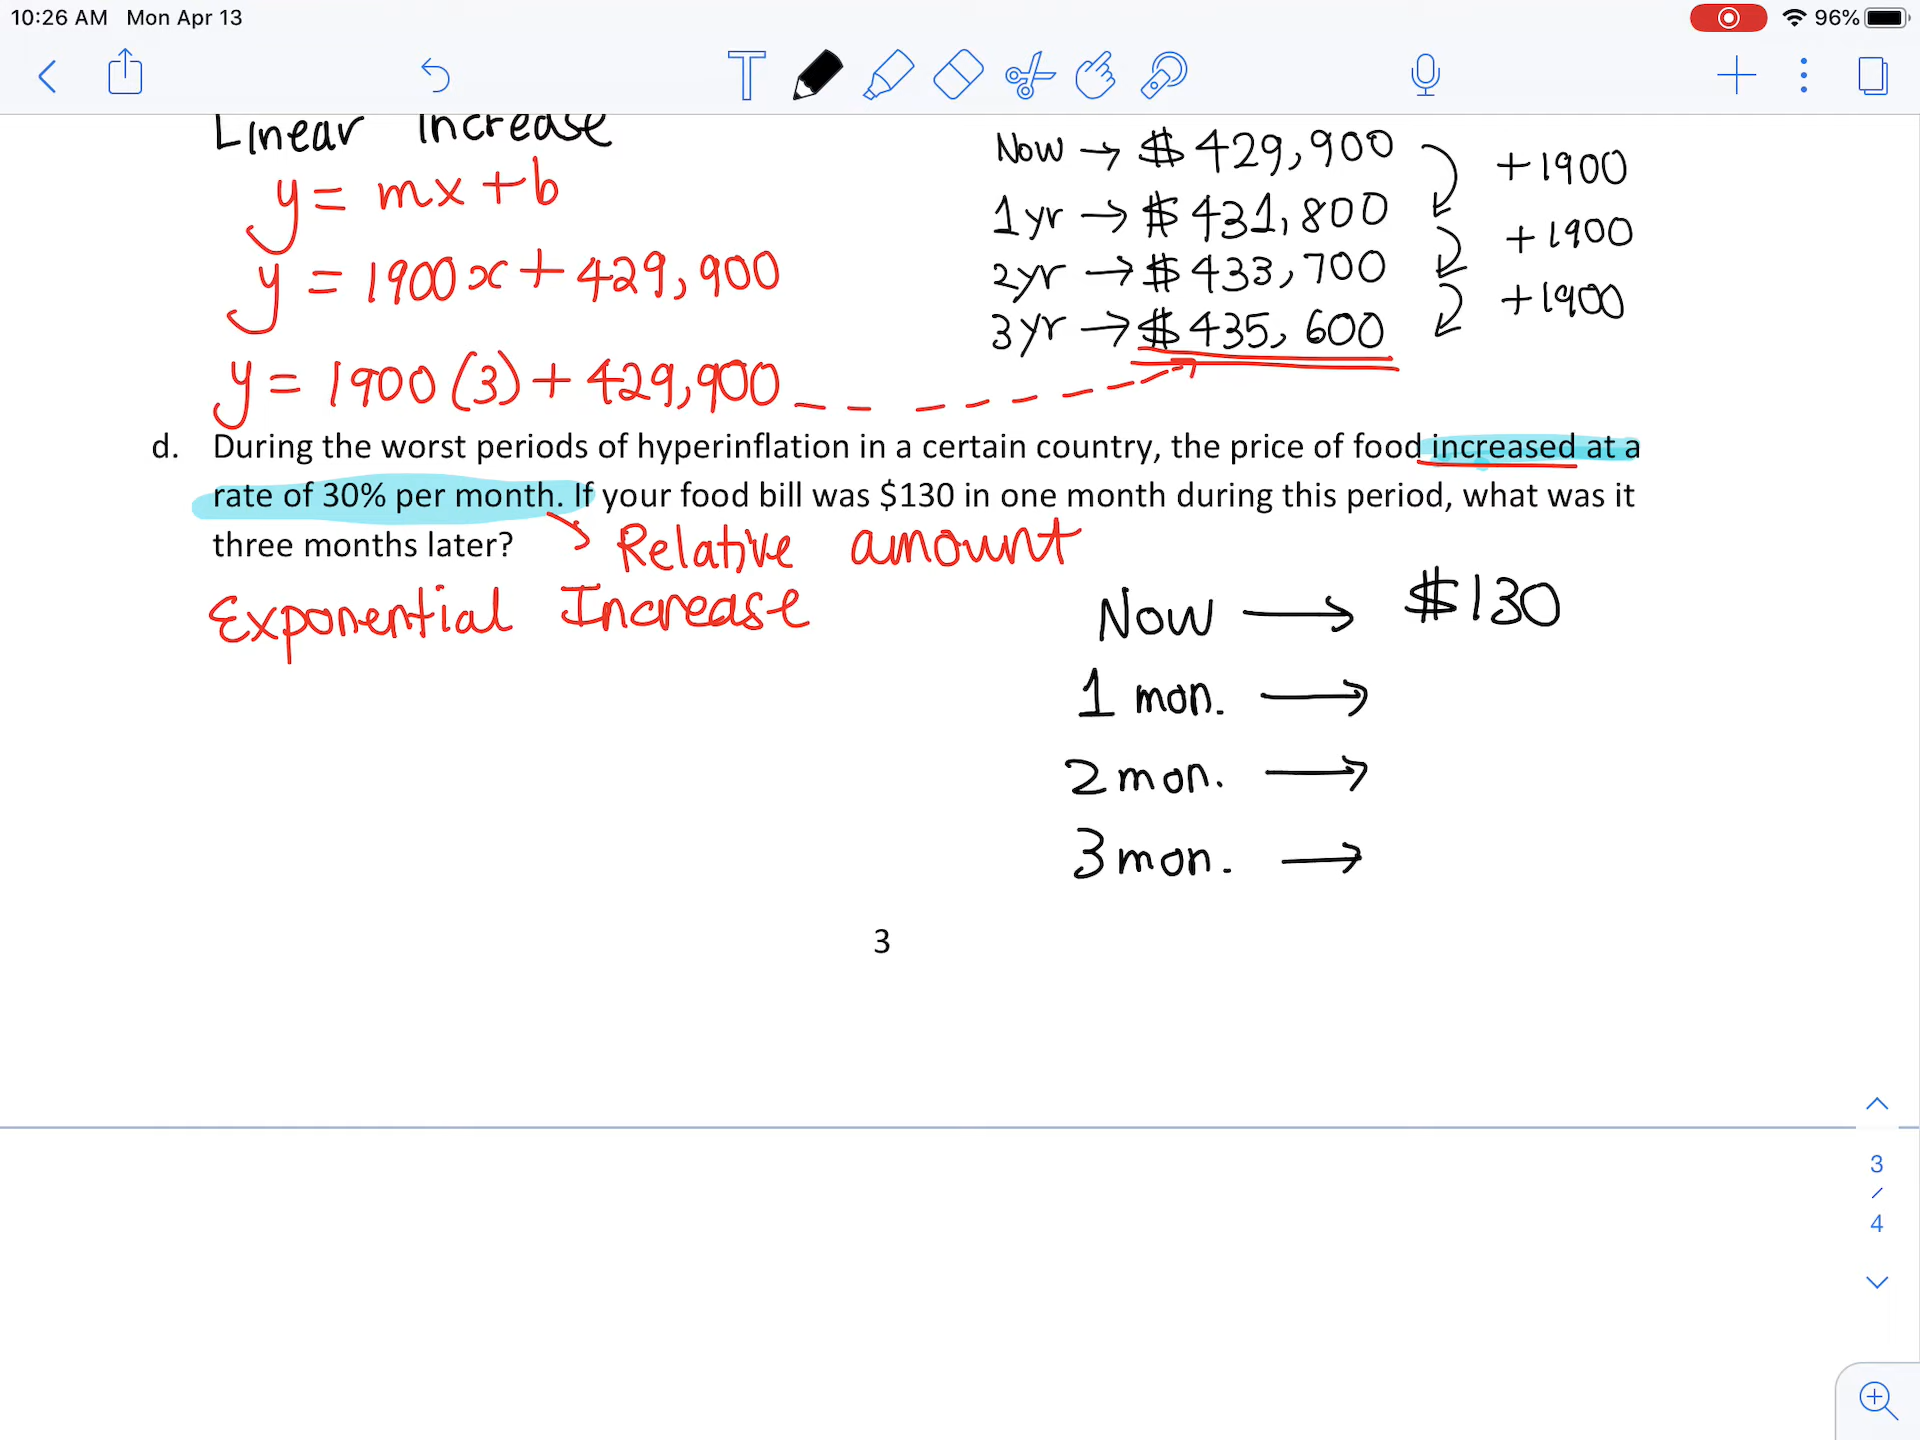 10:26 AM Mon Apr 13
96%
T
Linear increase
y = mx + b
y = 1900x + 429,900
y = 1900 (3) + 429,900
Now → $ 429,900
+1900
1 yr → $ 431,800
+1900
2yr → $ 433,700
+1900
3 yr → $ 435,600
d. During the worst periods of hyperinflation in a certain country, the price of food increased at a
rate of 30% per month. If your food bill was $130 in one month during this period, what was it
three months later?
Relative amount
Exponential Increase
Now → $130
1 mon. →
2 mon. →
3 mon. →
3
3
/
4